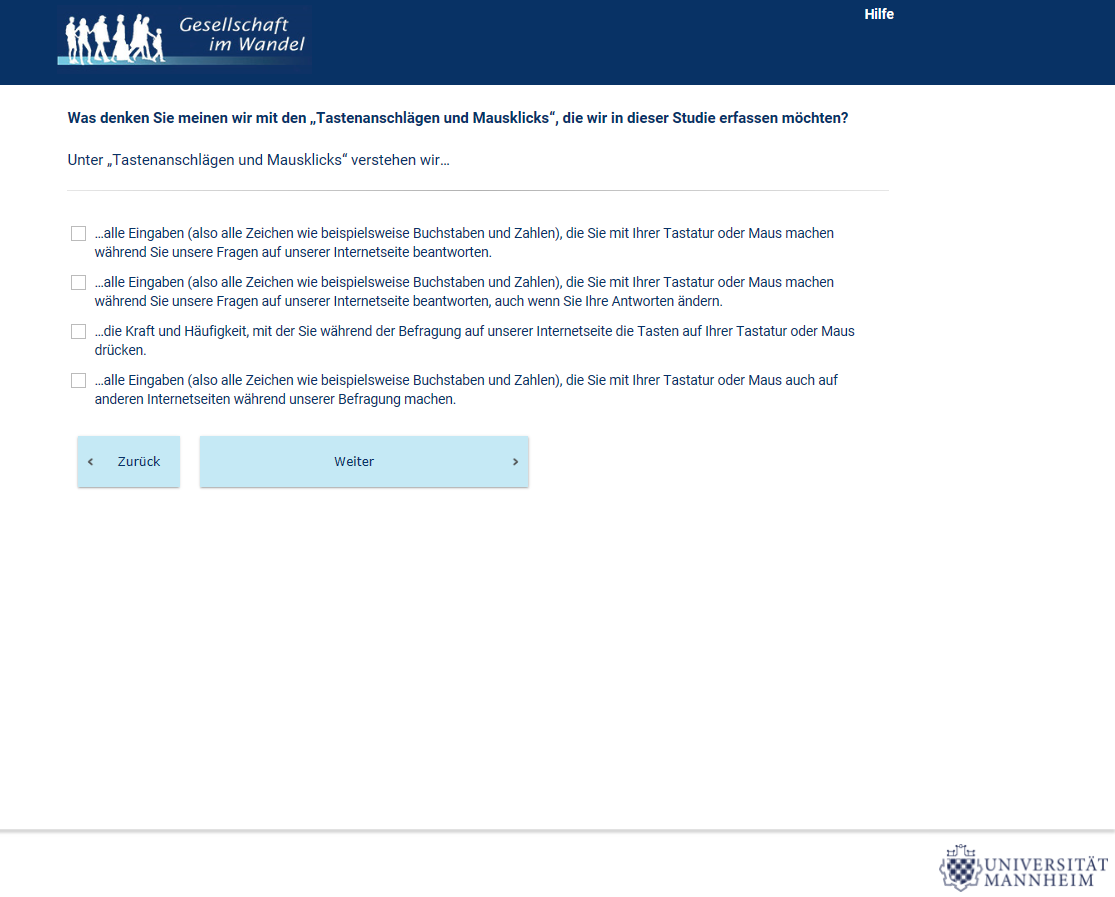 Gesellschaft
im Wandel
Hilfe
Was denken Sie meinen wir mit den „Tastenanschlägen und Mausklicks“, die wir in dieser Studie erfassen möchten?
Unter „Tastenanschlägen und Mausklicks“ verstehen wir…
…alle Eingaben (also alle Zeichen wie beispielsweise Buchstaben und Zahlen), die Sie mit Ihrer Tastatur oder Maus machen
während Sie unsere Fragen auf unserer Internetseite beantworten.
…alle Eingaben (also alle Zeichen wie beispielsweise Buchstaben und Zahlen), die Sie mit Ihrer Tastatur oder Maus machen
während Sie unsere Fragen auf unserer Internetseite beantworten, auch wenn Sie Ihre Antworten ändern.
…die Kraft und Häufigkeit, mit der Sie während der Befragung auf unserer Internetseite die Tasten auf Ihrer Tastatur oder Maus
drücken.
…alle Eingaben (also alle Zeichen wie beispielsweise Buchstaben und Zahlen), die Sie mit Ihrer Tastatur oder Maus auch auf
anderen Internetseiten während unserer Befragung machen.
‹ Zurück
Weiter ›
UNIVERSITÄT
MANNHEIM